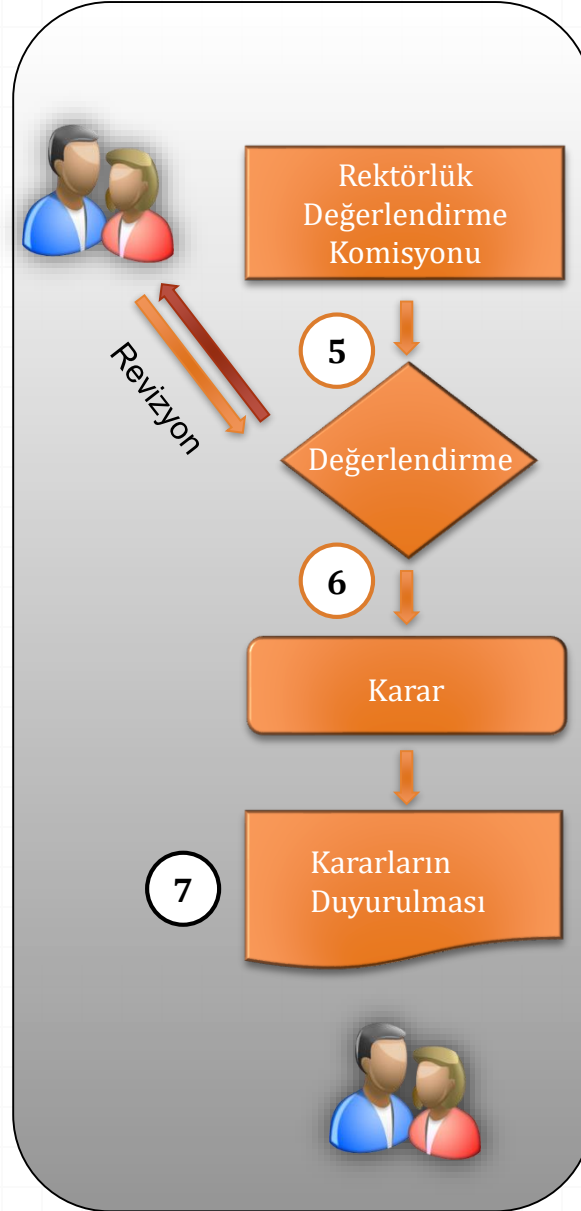 Rektörlük
Değerlendirme
Komisyonu
5
Revizyon
Değerlendirme
6
Karar
7
Kararların
Duyurulması